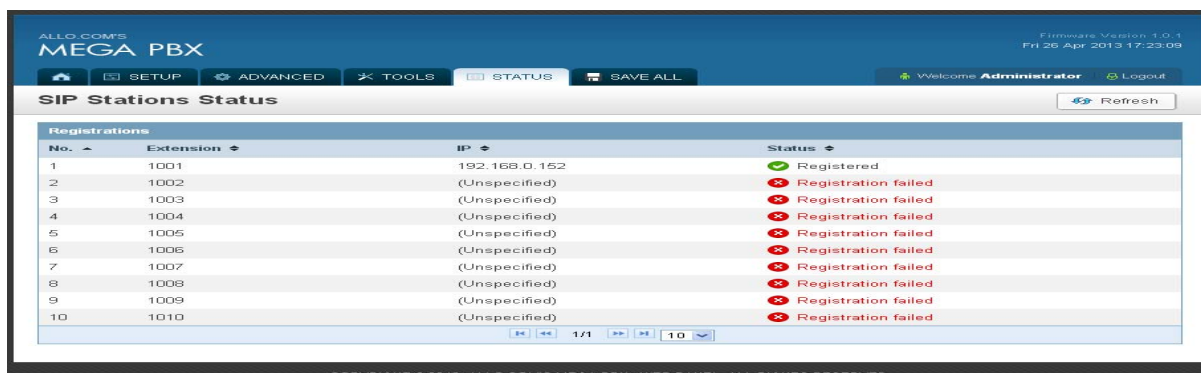 ALLO.COM'S
MEGA PBX
Firmware Version 1.0.1
Fri 26 Apr 2013 17:23:09
SETUP ADVANCED TOOLS STATUS SAVE ALL Welcome Administrator Logout
SIP Stations Status Refresh
Registrations
No. Extension IP Status
1 1001 192.168.0.152 Registered
2 1002 (Unspecified) Registration failed
3 1003 (Unspecified) Registration failed
4 1004 (Unspecified) Registration failed
5 1005 (Unspecified) Registration failed
6 1006 (Unspecified) Registration failed
7 1007 (Unspecified) Registration failed
8 1008 (Unspecified) Registration failed
9 1009 (Unspecified) Registration failed
10 1010 (Unspecified) Registration failed
1/1 10